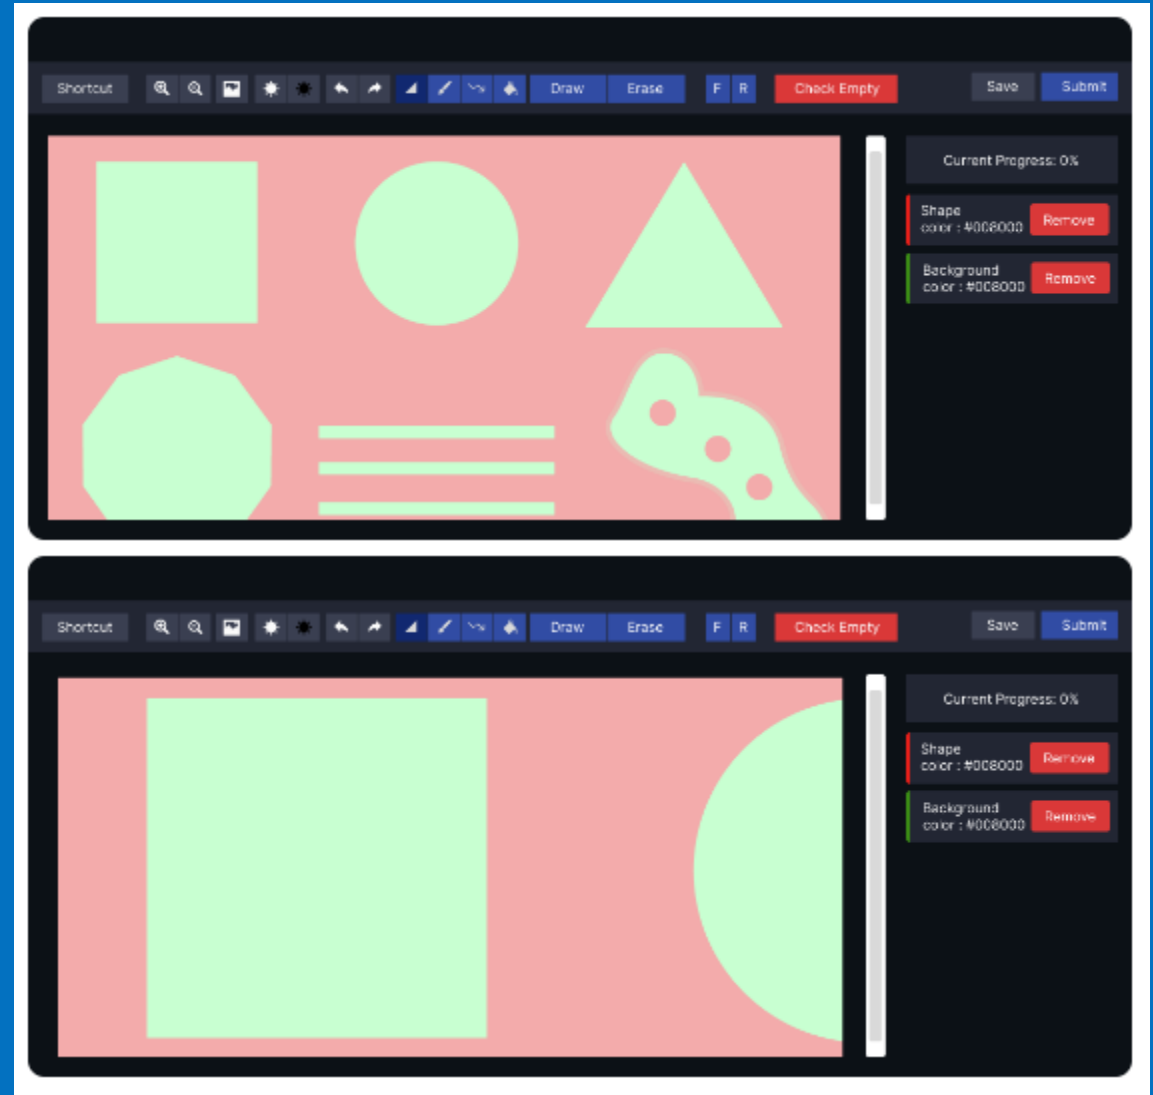 Shortcut
Draw
Erase
F
R
Check Empty
Save
Submit
Current Progress: 0%
Shape
color : #008000
Remove
Background
color : #008000
Remove
Shortcut
Draw
Erase
F
R
Check Empty
Save
Submit
Current Progress: 0%
Shape
color : #008000
Remove
Background
color : #008000
Remove